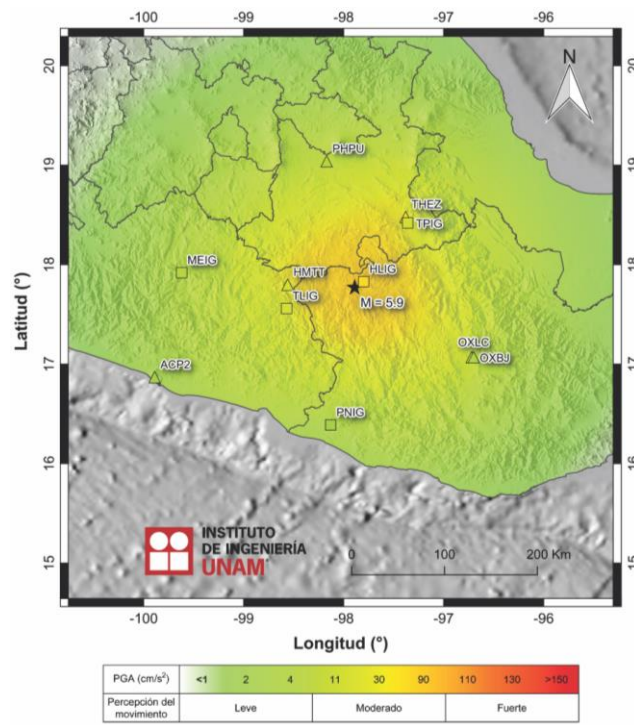 -100 -99 -98 -97 -96
N
20 20
PHPU
19 19
THEZ
TPIG
MEIG
18 HMTT HLIG 18
TLIG M = 5.9
Latitud (°)
OXLC
17 OXBJ 17
ACP2
PNIG
16 16
INSTITUTO
DE INGENIERÍA
UNAM
0 100 200 Km
15 15
-100 -99 -98 -97 -96
Longitud (°)
PGA (cm/s²) <1 2 4 11 30 90 110 130 >150
Percepción del
movimiento Leve Moderado Fuerte